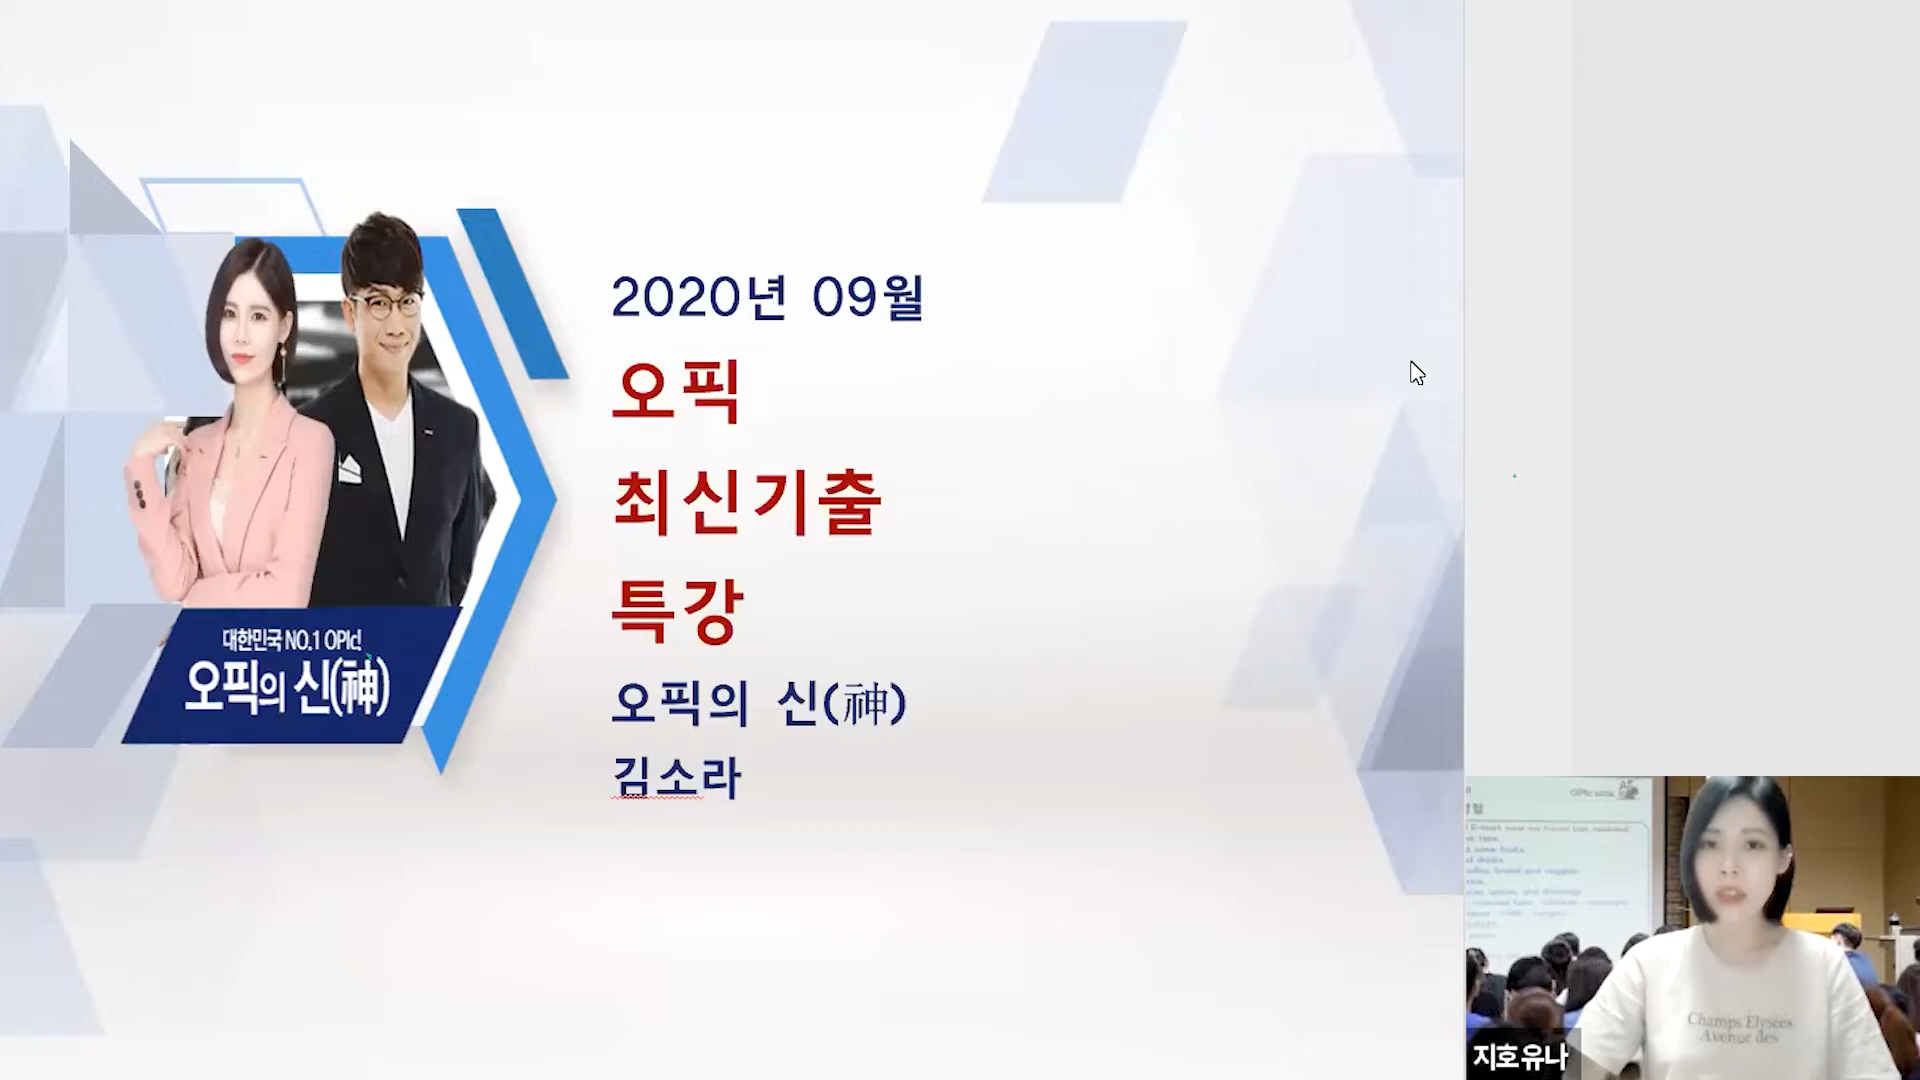 2020년 09월
오픽
최신기출
특강
오픽의 신(神)
김소라
대한민국 NO.1 OPIc!
오픽의 신(神)
OPIc
Champs Elysées
Avenue des
지호유나